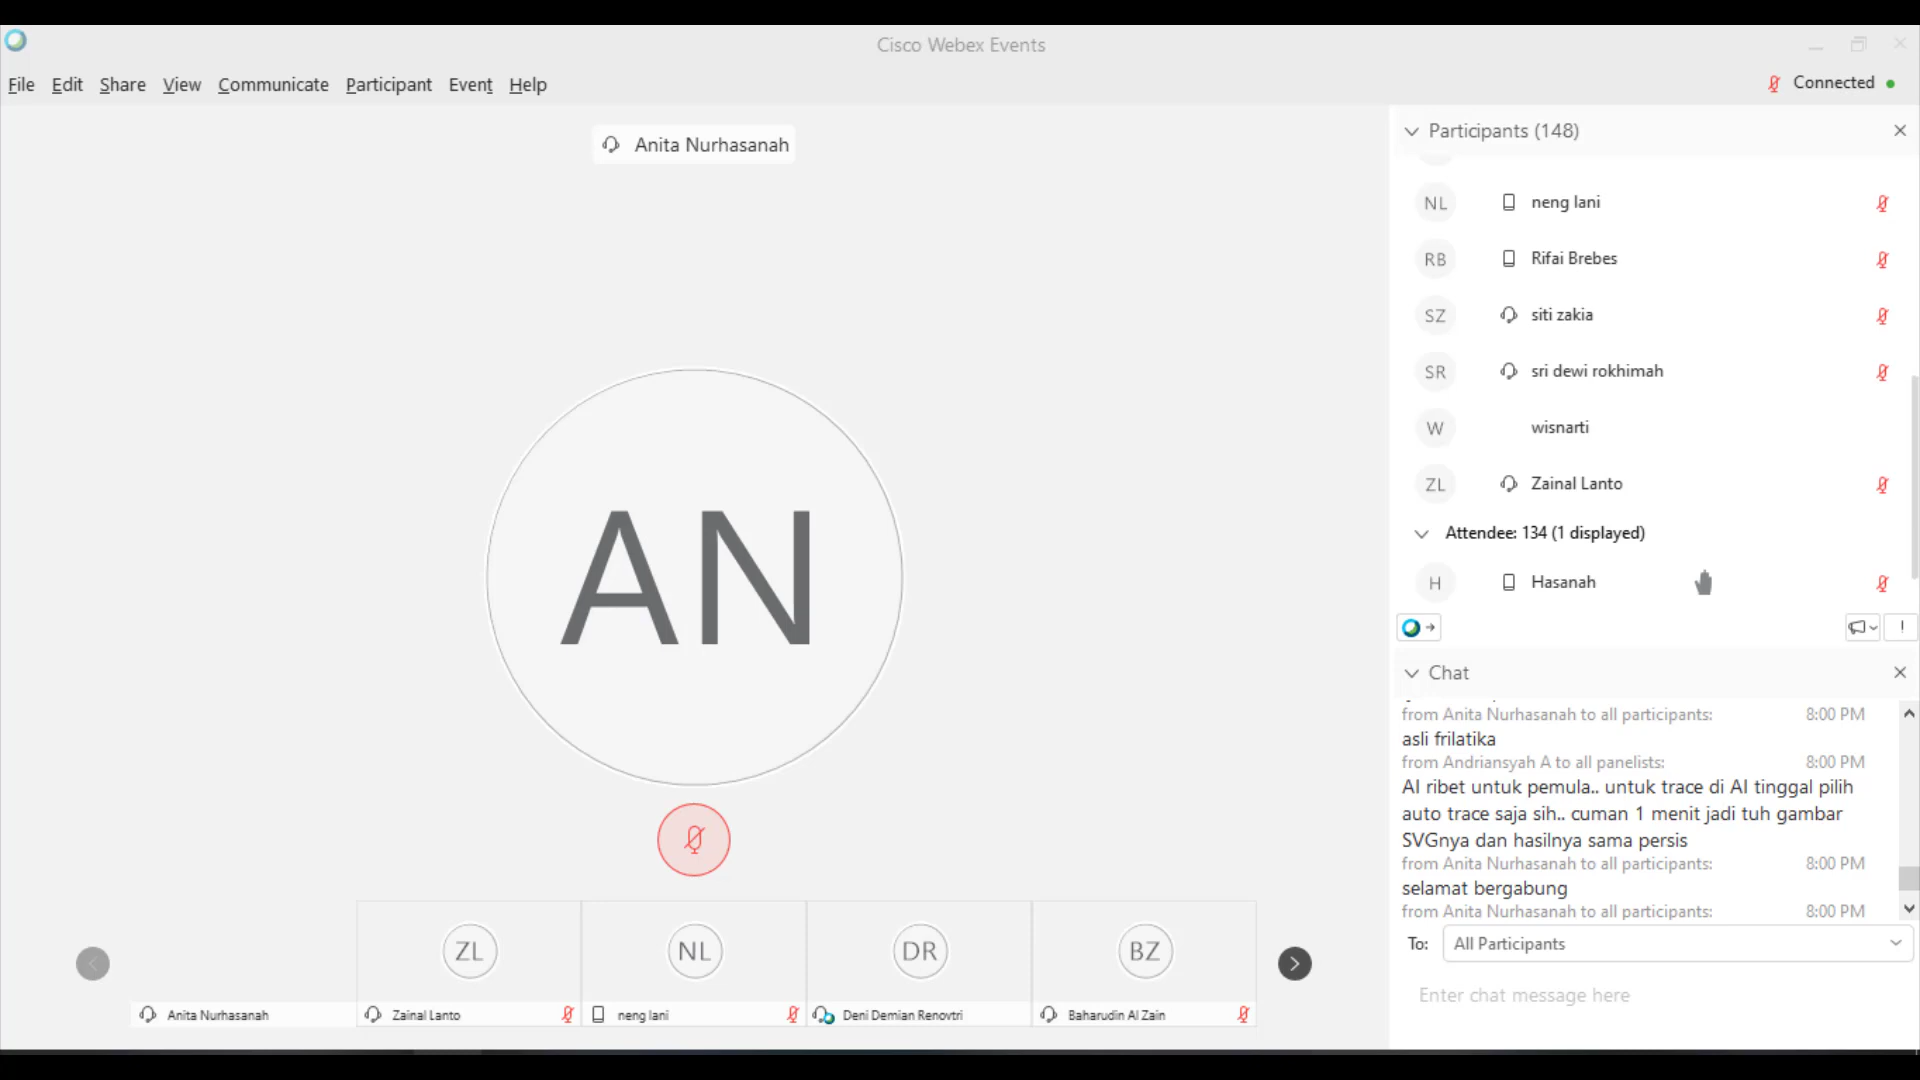 Cisco Webex Events
File Edit Share View Communicate Participant Event Help
Connected
Anita Nurhasanah
AN
ZL
NL
DR
BZ
Anita Nurhasanah
Zainal Lanto
neng lani
Deni Demian Renovtri
Baharudin Al Zain
Participants (148)
NL neng lani
RB Rifai Brebes
SZ siti zakia
SR sri dewi rokhimah
W wisnarti
ZL Zainal Lanto
Attendee: 134 (1 displayed)
H Hasanah
Chat
from Anita Nurhasanah to all participants: 8:00 PM
asli frilatika
from Andriansyah A to all panelists: 8:00 PM
AI ribet untuk pemula.. untuk trace di AI tinggal pilih
auto trace saja sih.. cuman 1 menit jadi tuh gambar
SVGnya dan hasilnya sama persis
from Anita Nurhasanah to all participants: 8:00 PM
selamat bergabung
from Anita Nurhasanah to all participants: 8:00 PM
To: All Participants
Enter chat message here